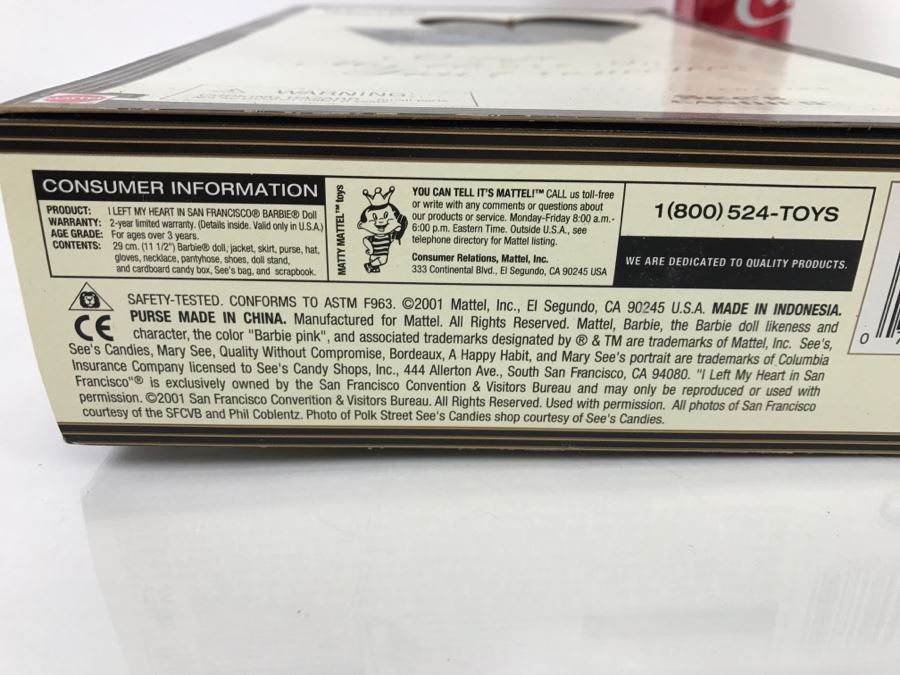 WARNING
CONSUMER INFORMATION
PRODUCT: I LEFT MY HEART IN SAN FRANCISCO® BARBIE® Doll
WARRANTY: 2-year limited warranty. (Details inside. Valid only in U.S.A.)
AGE GRADE: For ages over 3 years.
CONTENTS: 29 cm. (11 1/2") Barbie® doll, jacket, skirt, purse, hat,
gloves, necklace, pantyhose, shoes, doll stand,
and cardboard candy box, See's bag, and scrapbook.
MATTY MATTEL™ toys
YOU CAN TELL IT'S MATTEL!™ CALL us toll-free
or write with any comments or questions about
our products or service. Monday-Friday 8:00 a.m.-
6:00 p.m. Eastern Time. Outside U.S.A., see
telephone directory for Mattel listing.
Consumer Relations, Mattel, Inc.
333 Continental Blvd., El Segundo, CA 90245 USA
1(800) 524-TOYS
WE ARE DEDICATED TO QUALITY PRODUCTS.
CE
SAFETY-TESTED. CONFORMS TO ASTM F963. ©2001 Mattel, Inc., El Segundo, CA 90245 U.S.A. MADE IN INDONESIA.
PURSE MADE IN CHINA. Manufactured for Mattel. All Rights Reserved. Mattel, Barbie, the Barbie doll likeness and
character, the color "Barbie pink", and associated trademarks designated by ® & TM are trademarks of Mattel, Inc. See's,
See's Candies, Mary See, Quality Without Compromise, Bordeaux, A Happy Habit, and Mary See's portrait are trademarks of Columbia
Insurance Company licensed to See's Candy Shops, Inc., 444 Allerton Ave., South San Francisco, CA 94080. "I Left My Heart in San
Francisco"® is exclusively owned by the San Francisco Convention & Visitors Bureau and may only be reproduced or used with
permission. ©2001 San Francisco Convention & Visitors Bureau. All Rights Reserved. Used with permission. All photos of San Francisco
courtesy of the SFCVB and Phil Coblentz. Photo of Polk Street See's Candies shop courtesy of See's Candies.
0